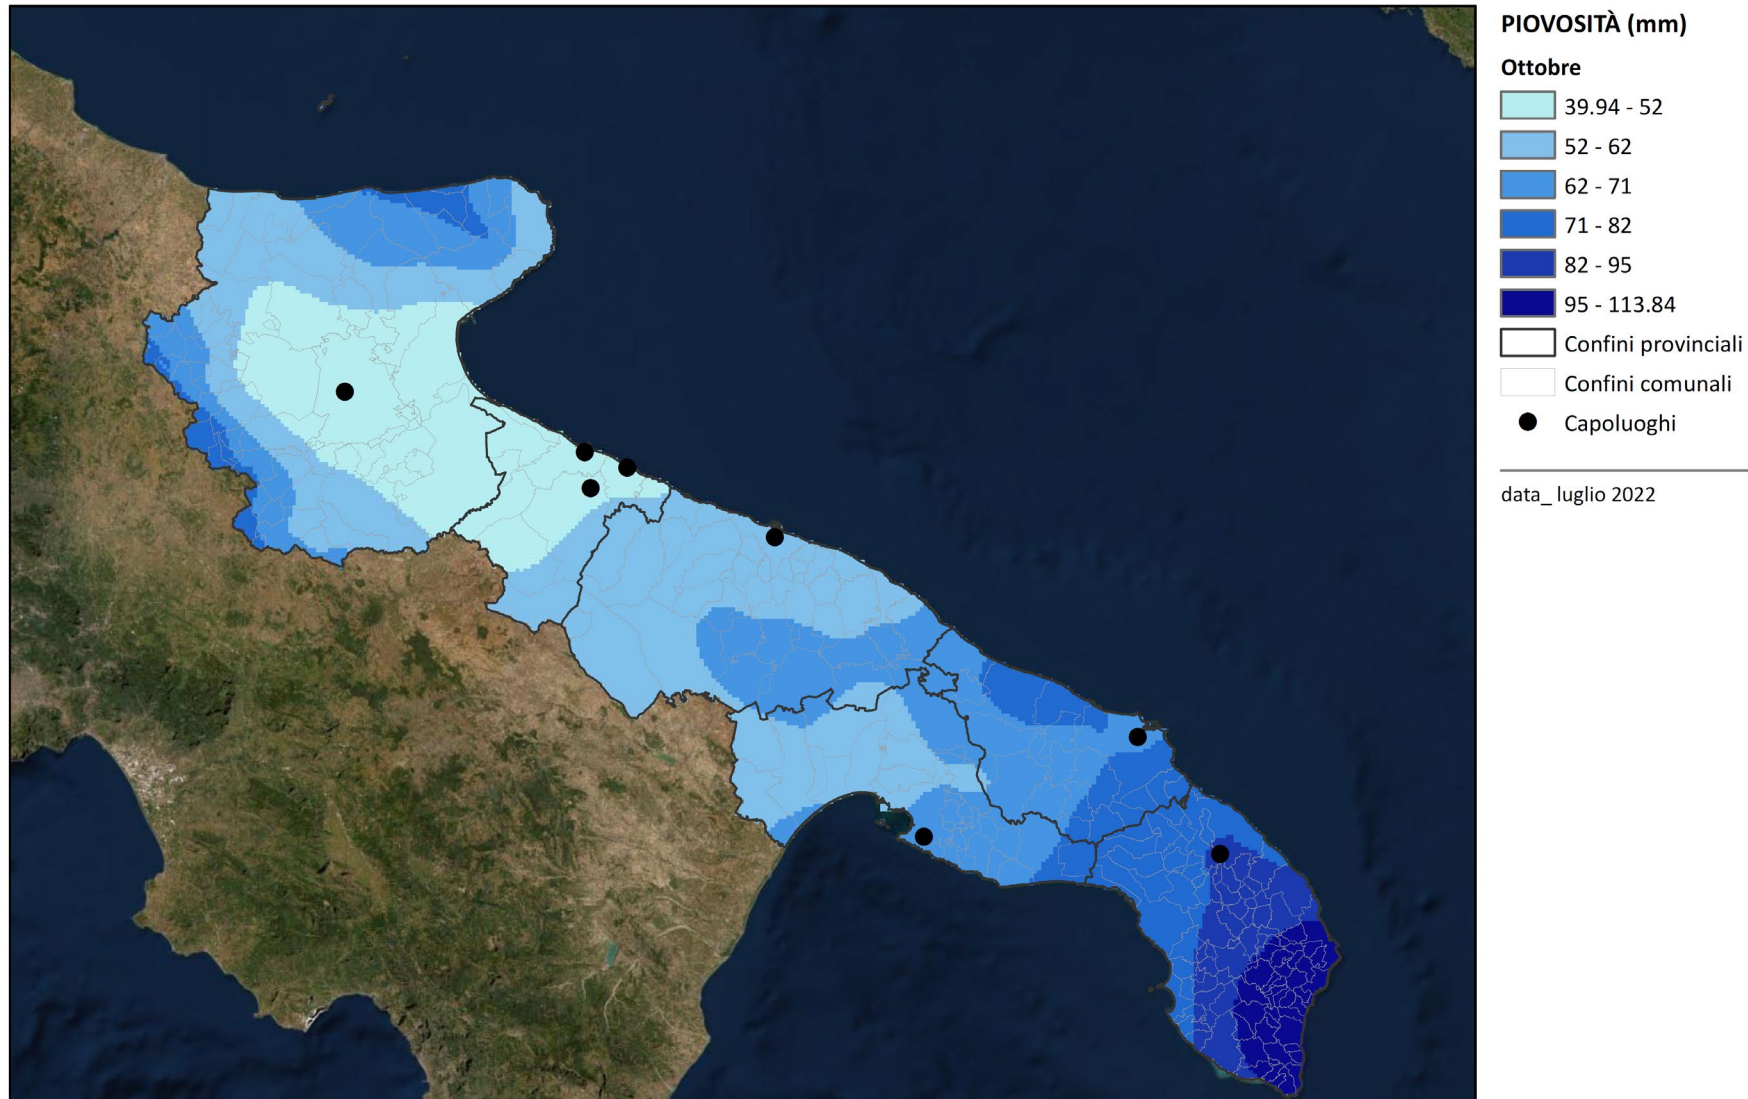 PIOVOSITÀ (mm)
Ottobre
39.94 - 52
52 - 62
62 - 71
71 - 82
82 - 95
95 - 113.84
Confini provinciali
Confini comunali
Capoluoghi
data_ luglio 2022